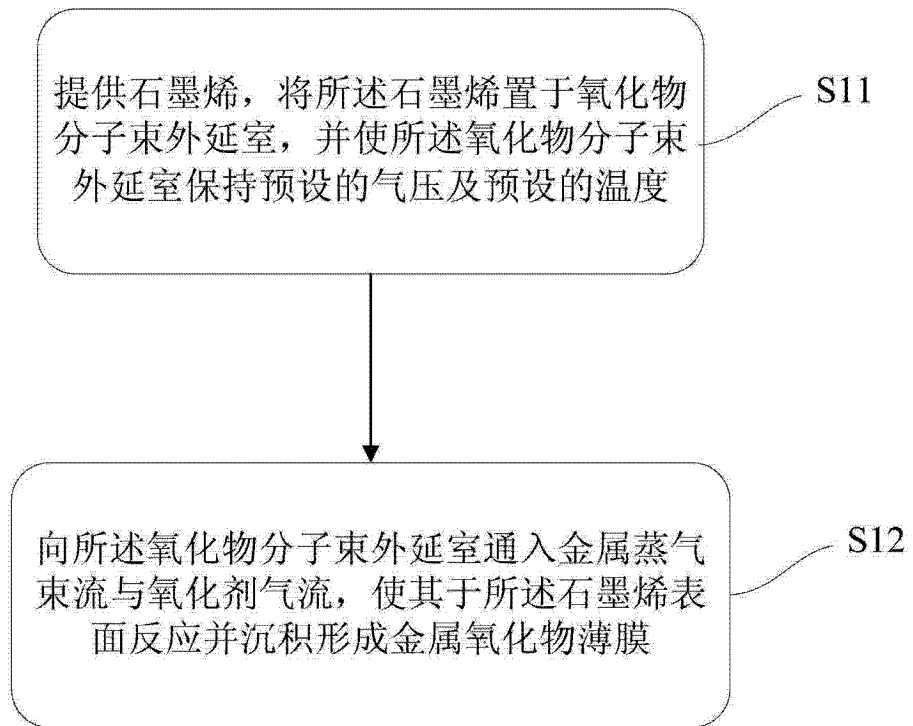 提供石墨烯，将所述石墨烯置于氧化物
分子束外延室，并使所述氧化物分子束
外延室保持预设的气压及预设的温度
S11
向所述氧化物分子束外延室通入金属蒸气
束流与氧化剂气流，使其于所述石墨烯表
面反应并沉积形成金属氧化物薄膜
S12